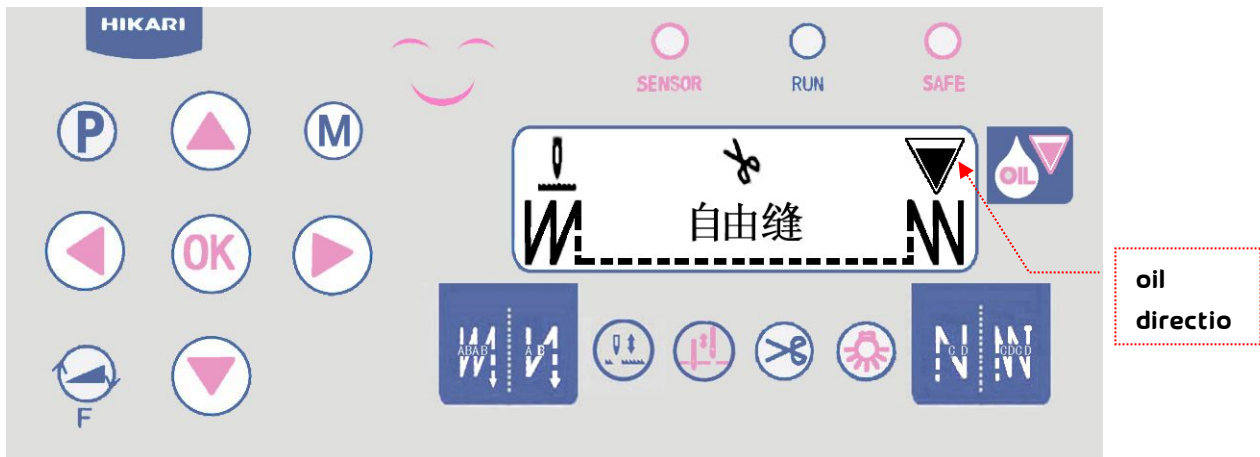 HIKARI
SENSOR
RUN
SAFE
P
M
OIL
自由缝
OK
oil
directio
ABAB
A B
C D
CDCD
F